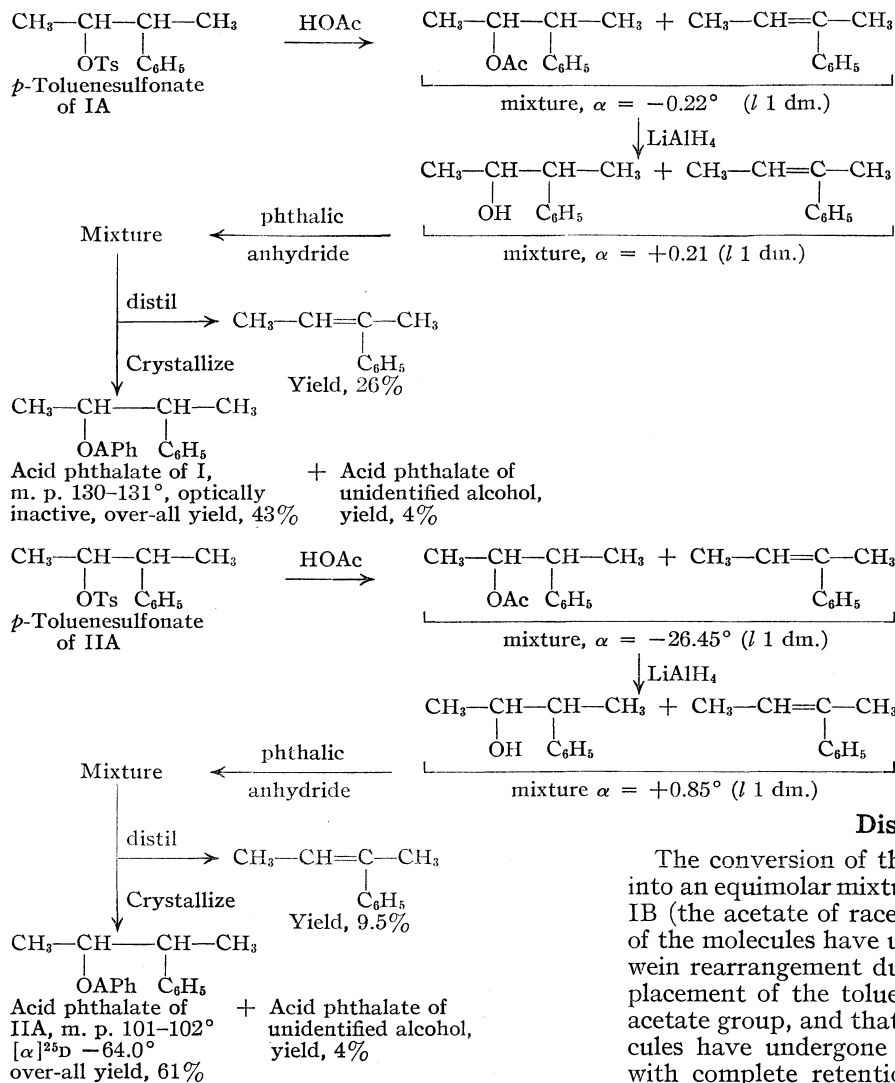 CH₃—CH—CH—CH₃ HOAc CH₃—CH—CH—CH₃ + CH₃—CH=C—CH₃
OTs C₆H₅ OAc C₆H₅ C₆H₅
p-Toluenesulfonate
of IA
mixture, α = −0.22° (l 1 dm.)
LiAlH₄
CH₃—CH—CH—CH₃ + CH₃—CH=C—CH₃
OH C₆H₅ C₆H₅
mixture, α = +0.21 (l 1 dm.)
phthalic
Mixture
anhydride
distil
CH₃—CH=C—CH₃
C₆H₅
Crystallize
Yield, 26%
CH₃—CH—CH—CH₃
OAPh C₆H₅
Acid phthalate of I, + Acid phthalate of
m. p. 130–131°, optically unidentified alcohol,
inactive, over-all yield, 43% yield, 4%
CH₃—CH—CH—CH₃ HOAc CH₃—CH—CH—CH₃ + CH₃—CH=C—CH₃
OTs C₆H₅ OAc C₆H₅ C₆H₅
p-Toluenesulfonate
of IIA
mixture, α = −26.45° (l 1 dm.)
LiAlH₄
CH₃—CH—CH—CH₃ + CH₃—CH=C—CH₃
OH C₆H₅ C₆H₅
mixture α = +0.85° (l 1 dm.)
phthalic
Mixture
anhydride
distil
CH₃—CH=C—CH₃
C₆H₅
Crystallize
Yield, 9.5%
CH₃—CH—CH—CH₃
OAPh C₆H₅
Acid phthalate of + Acid phthalate of
IIA, m. p. 101–102° unidentified alcohol,
[α]²⁵D −64.0° yield, 4%
over-all yield, 61%
Dis
The conversion of th
into an equimolar mixtu
IB (the acetate of race
of the molecules have u
wein rearrangement du
placement of the tolue
acetate group, and that
cules have undergone
with complete retentio